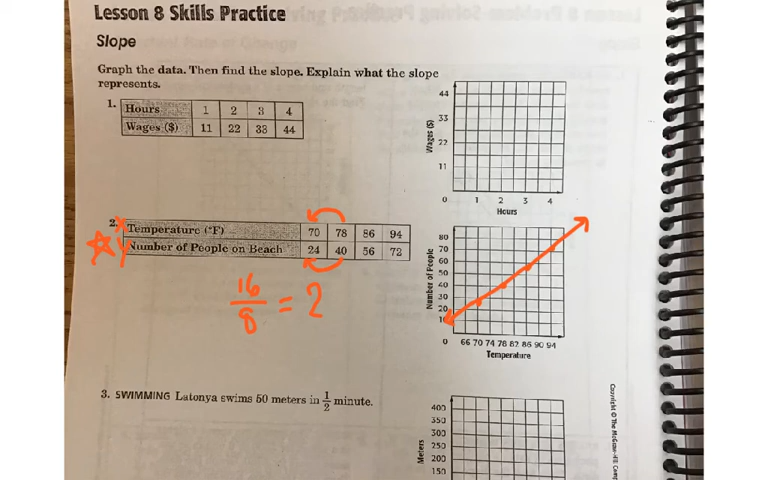 Lesson 8 Skills Practice
Slope
Graph the data. Then find the slope. Explain what the slope
represents.
1. Hours 1 2 3 4
Wages ($) 11 22 33 44
Wages ($)
44
33
22
11
0 1 2 3 4
Hours
2. x Temperature (°F) 70 78 86 94
y Number of People on Beach 24 40 56 72
16
8
= 2
Number of People
80
70
60
50
40
30
20
10
0 66 70 74 78 82 86 90 94
Temperature
3. SWIMMING Latonya swims 50 meters in 1/2 minute.
Meters
400
350
300
250
200
150
Copyright © The McGraw-Hill Comp